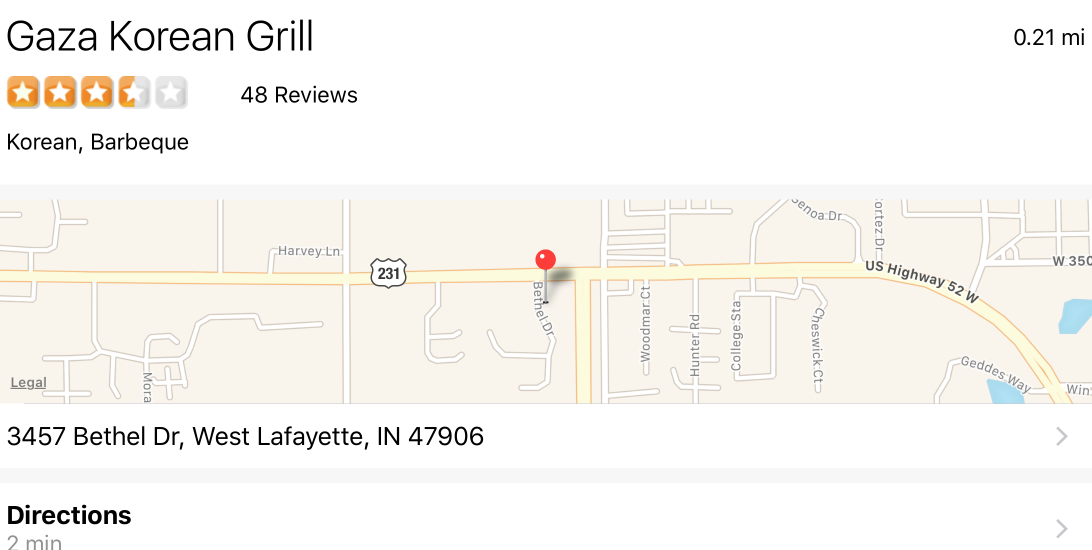 Gaza Korean Grill
0.21 mi
48 Reviews
Korean, Barbeque
Genoa Dr
ortez Dr
Harvey Ln
231
W 350
US Highway 52 W
Bethel Dr
Woodmar Ct
Hunter Rd
College Sta
Cheswick Ct
Geddes Way
Legal
Mora
Win
3457 Bethel Dr, West Lafayette, IN 47906
Directions
2 min